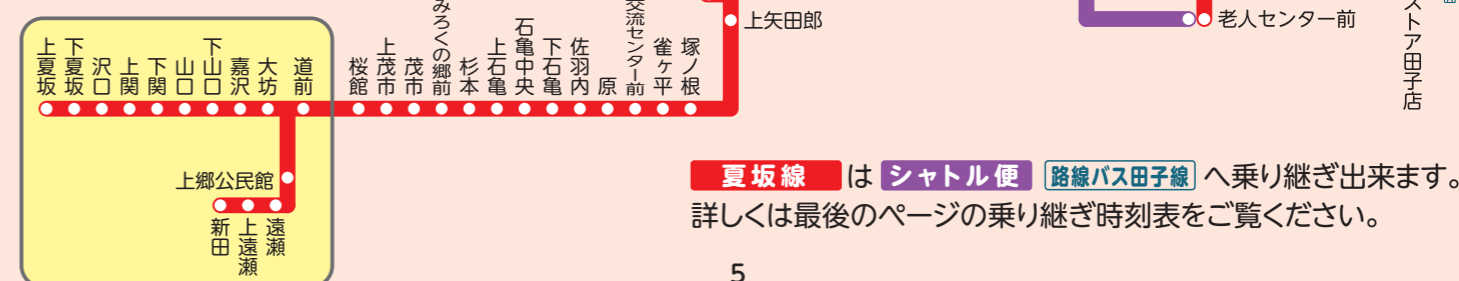 上夏坂
下夏坂
沢口
上関
下関
山口
下山口
嘉沢
大坊
道前
桜館
上茂市
茂市
みろくの郷前
杉本
上石亀
石亀中央
下石亀
佐羽内
原
交流センター前
雀ヶ平
塚ノ根
上矢田郎
老人センター前
ストア田子店
上郷公民館
新田
上遠瀬
遠瀬
夏坂線 は シャトル便 路線バス田子線 へ乗り継ぎ出来ます。
詳しくは最後のページの乗り継ぎ時刻表をご覧ください。
5